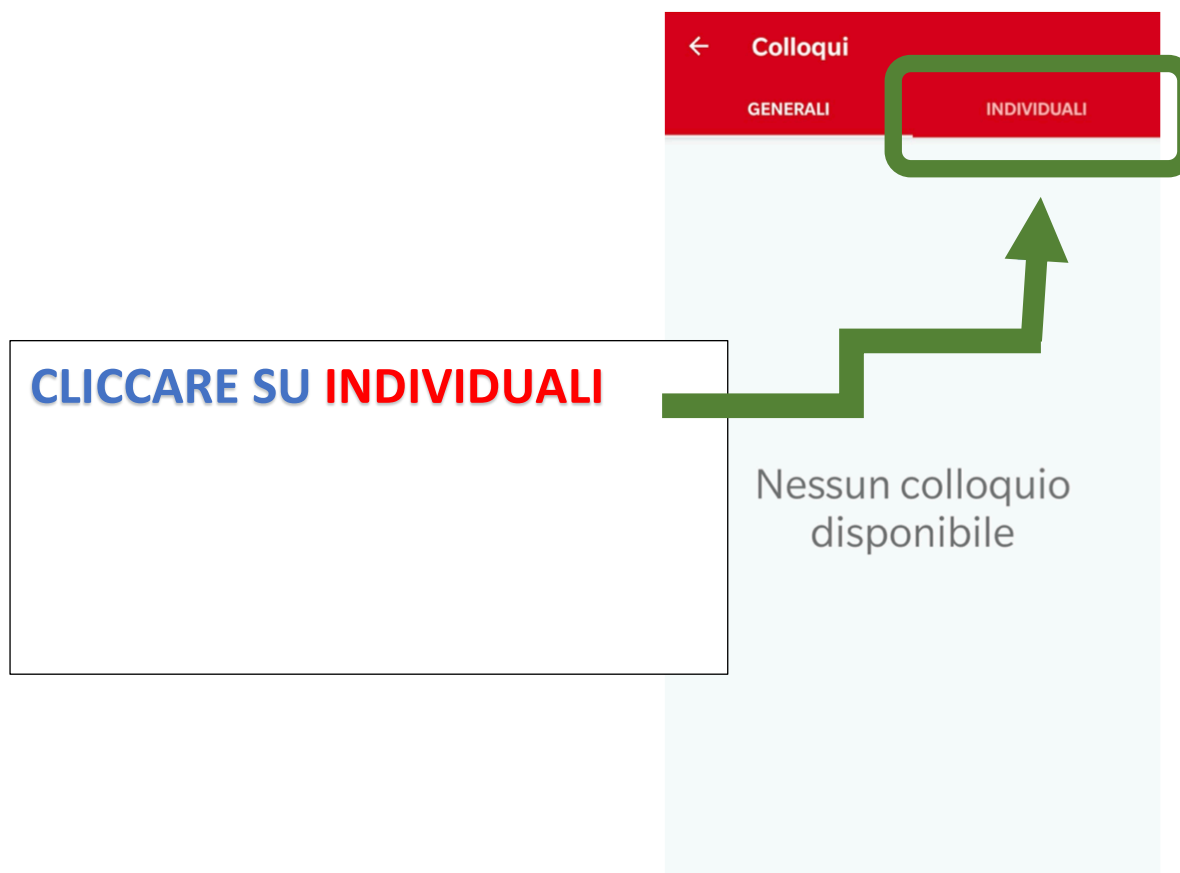 Colloqui
GENERALI
INDIVIDUALI
CLICCARE SU INDIVIDUALI
Nessun colloquio
disponibile